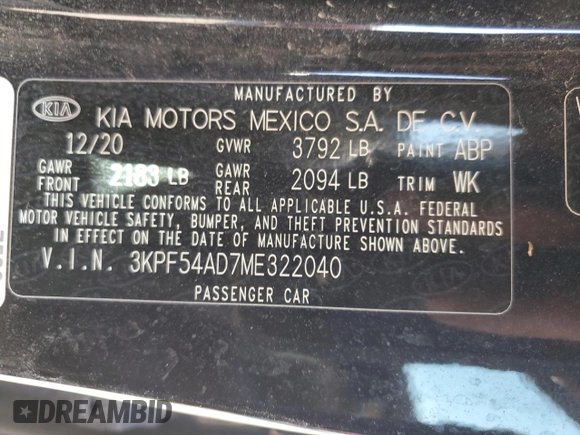 MANUFACTURED BY
KIA KIA MOTORS MEXICO S.A. DE C.V.
12/20 GVWR 3792 LB PAINT ABP
GAWR FRONT 2183 LB GAWR REAR 2094 LB TRIM WK
THIS VEHICLE CONFORMS TO ALL APPLICABLE U.S.A. FEDERAL
MOTOR VEHICLE SAFETY, BUMPER, AND THEFT PREVENTION STANDARDS
IN EFFECT ON THE DATE OF MANUFACTURE SHOWN ABOVE.
V.I.N. 3KPF54AD7ME322040
PASSENGER CAR
DREAMBID